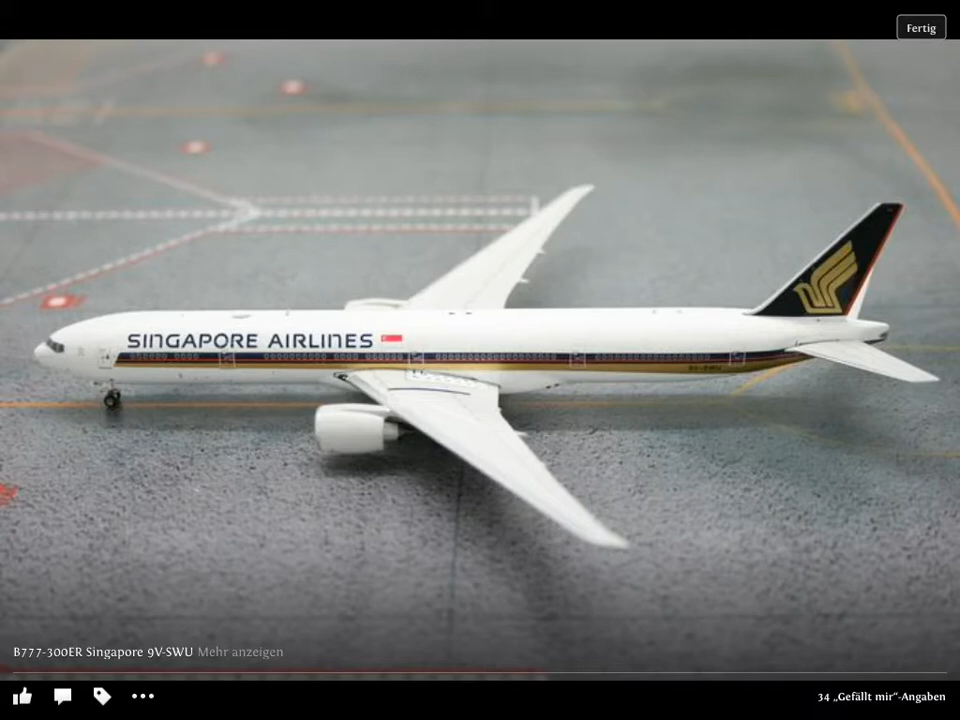 Fertig
SINGAPORE AIRLINES
B777-300ER Singapore 9V-SWU Mehr anzeigen
34 „Gefällt mir“-Angaben